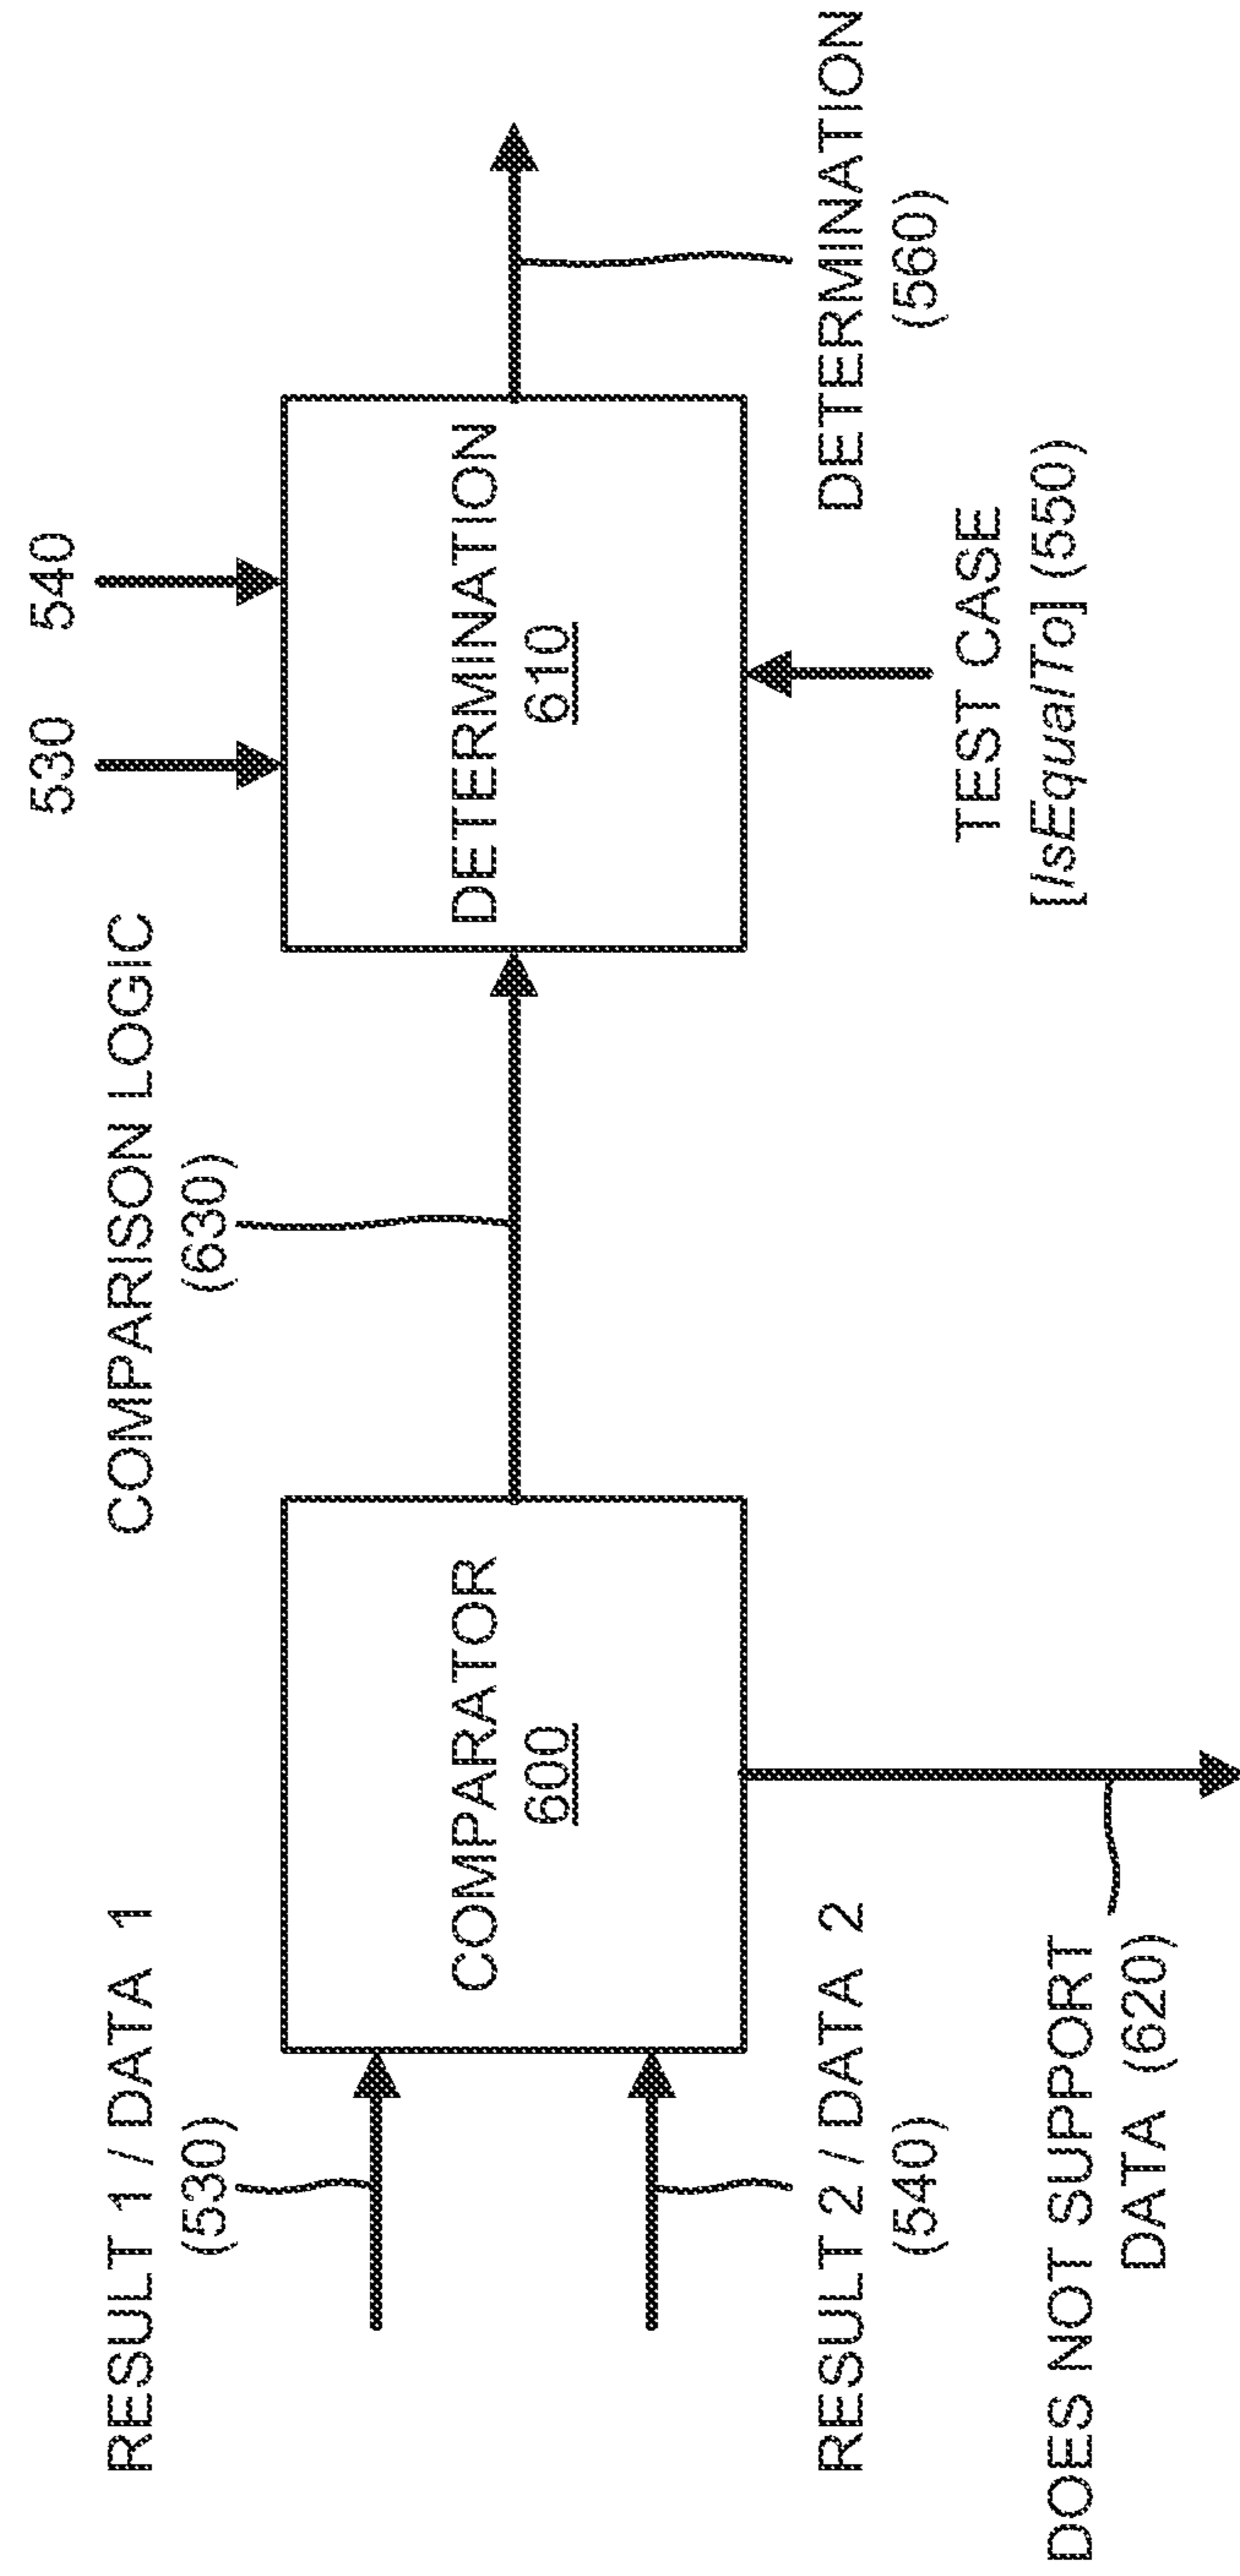 RESULT 1 / DATA 1
(530)
COMPARISON LOGIC
(630)
530
540
COMPARATOR
600
DETERMINATION
610
RESULT 2 / DATA 2
(540)
DETERMINATION
(560)
TEST CASE
[IsEqualTo] (550)
DOES NOT SUPPORT
DATA (620)